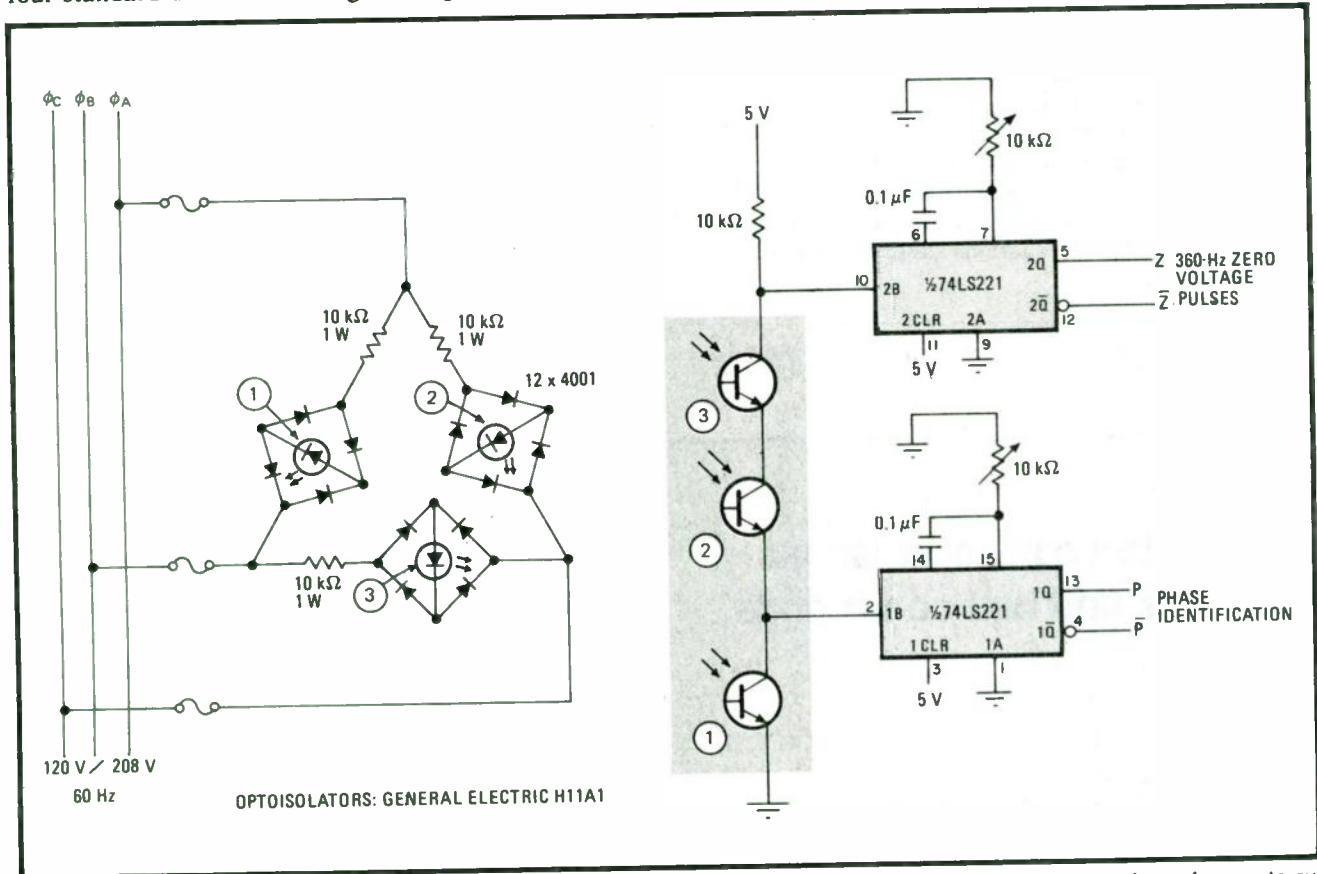 φC φB φA
10 kΩ
1 W
10 kΩ
1 W
12 x 4001
1
2
10 kΩ
1 W
3
120 V / 208 V
60 Hz
OPTOISOLATORS: GENERAL ELECTRIC H11A1
5 V
10 kΩ
3
2
1
10 kΩ
0.1 μF
6
7
10
2B
½74LS221
2Q
5
Z 360-Hz ZERO
VOLTAGE
PULSES
2Q̅
12
Z̅
2 CLR
2A
11
9
5 V
10 kΩ
0.1 μF
14
15
2
1B
½74LS221
1Q
13
P
PHASE
IDENTIFICATION
1Q̅
4
P̅
1 CLR
1A
3
1
5 V